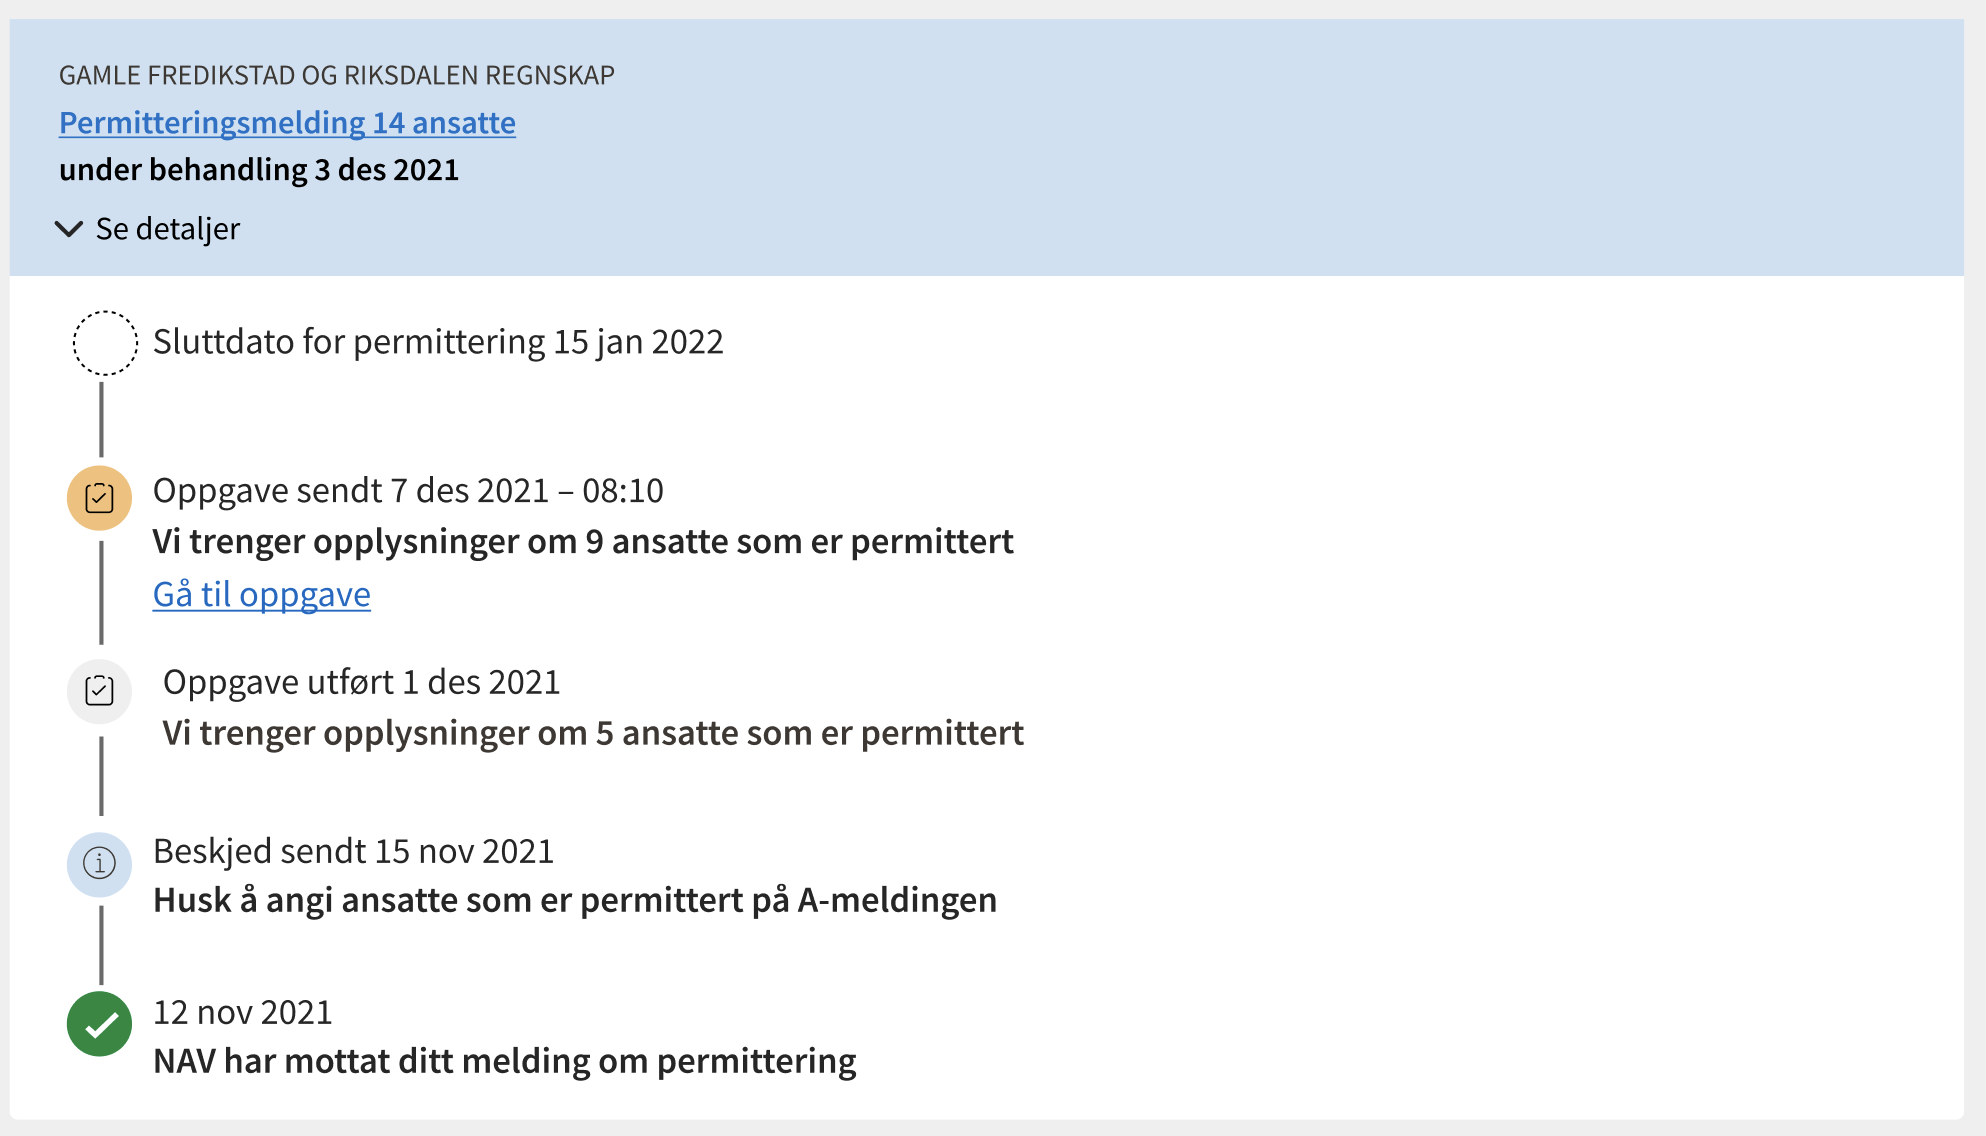 GAMLE FREDIKSTAD OG RIKSDALEN REGNSKAP
Permitteringsmelding 14 ansatte
under behandling 3 des 2021
Se detaljer
Sluttdato for permittering 15 jan 2022
Oppgave sendt 7 des 2021 – 08:10
Vi trenger opplysninger om 9 ansatte som er permittert
Gå til oppgave
Oppgave utført 1 des 2021
Vi trenger opplysninger om 5 ansatte som er permittert
Beskjed sendt 15 nov 2021
Husk å angi ansatte som er permittert på A-meldingen
12 nov 2021
NAV har mottat ditt melding om permittering